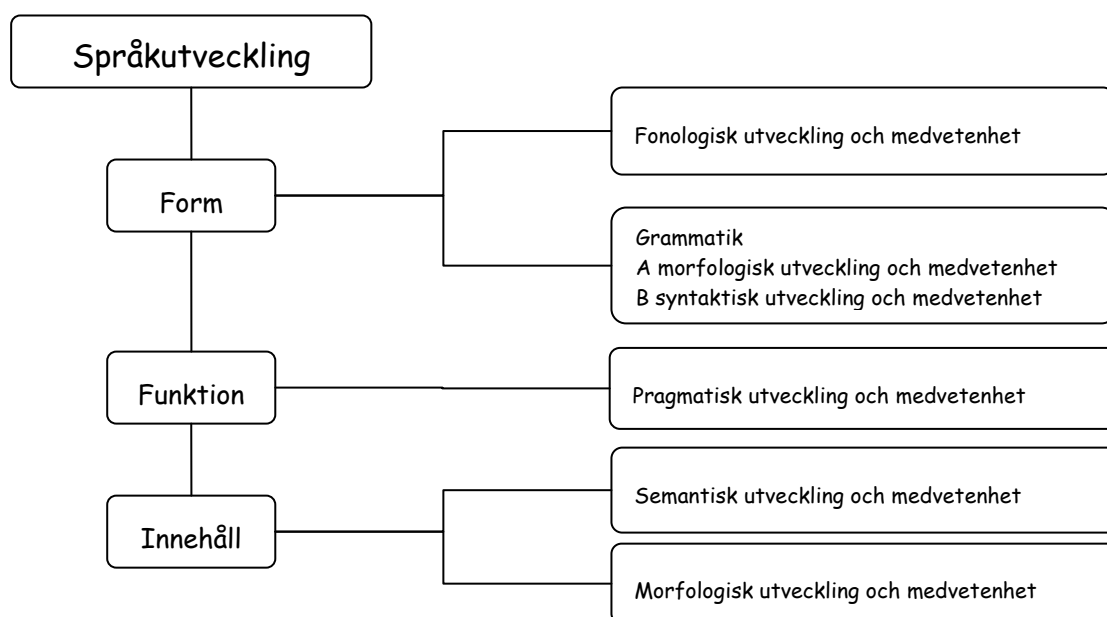 Språkutveckling
Fonologisk utveckling och medvetenhet
Form
Grammatik
A morfologisk utveckling och medvetenhet
B syntaktisk utveckling och medvetenhet
Funktion
Pragmatisk utveckling och medvetenhet
Semantisk utveckling och medvetenhet
Innehåll
Morfologisk utveckling och medvetenhet